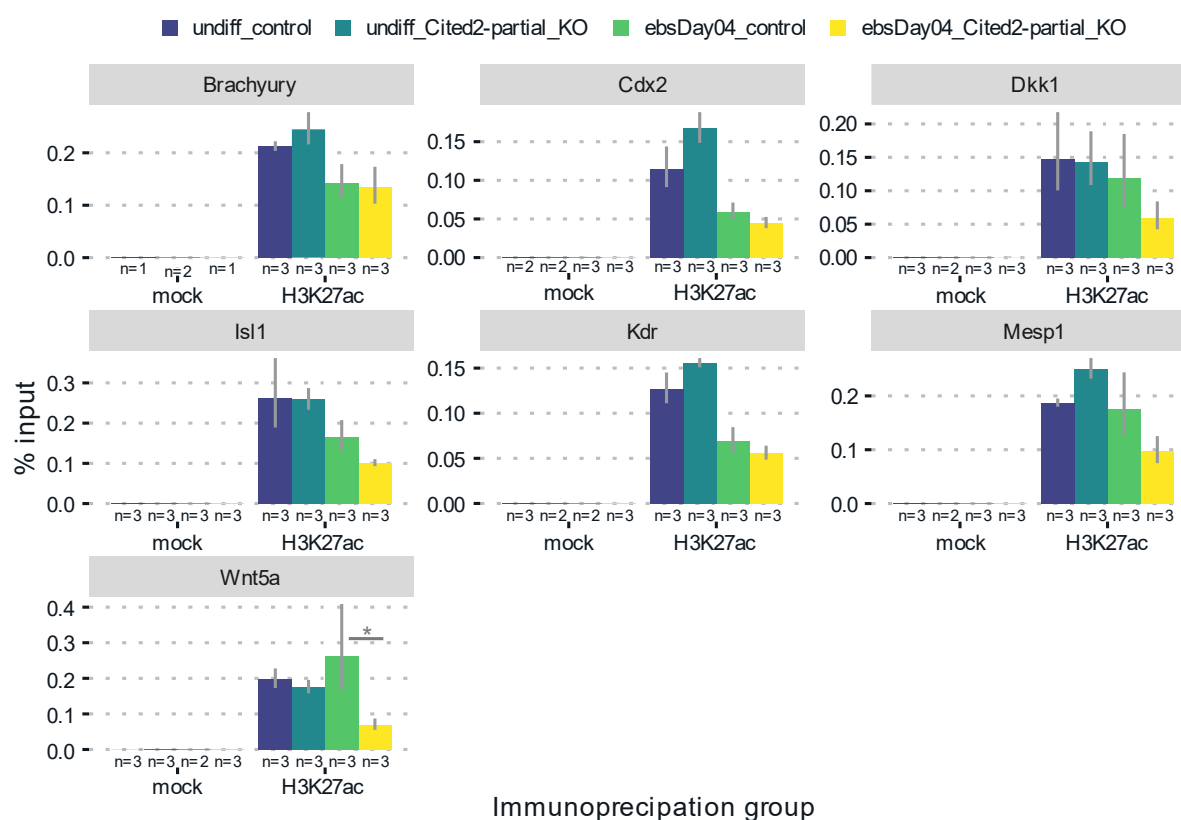 undiff_control undiff_Cited2-partial_KO ebsDay04_control ebsDay04_Cited2-partial_KO
Brachyury Cdx2 Dkk1
0.2 0.15 0.20
0.1 0.10 0.15
0.0 0.05 0.10
0.00 0.05
0.00
n=1 n=2 n=1 n=3 n=3 n=3 n=3 n=2 n=2 n=3 n=3 n=3 n=3 n=3 n=3 n=3 n=2 n=3 n=3 n=3 n=3 n=3 n=3
mock H3K27ac mock H3K27ac mock H3K27ac
Isl1 Kdr Mesp1
% input
0.3 0.15 0.2
0.2 0.10 0.1
0.1 0.05 0.0
0.0 0.00
n=3 n=3 n=3 n=3 n=3 n=3 n=3 n=3 n=3 n=2 n=2 n=3 n=3 n=3 n=3 n=3 n=3 n=2 n=3 n=3 n=3 n=3 n=3 n=3
mock H3K27ac mock H3K27ac mock H3K27ac
Wnt5a
0.4
*
0.3
0.2
0.1
0.0
n=3 n=3 n=2 n=3 n=3 n=3 n=3 n=3
mock H3K27ac
Immunoprecipation group